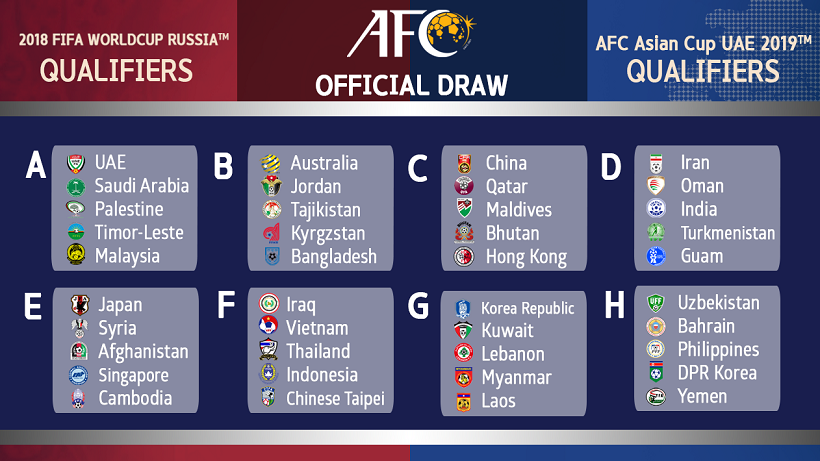 2018 FIFA WORLDCUP RUSSIA™
QUALIFIERS
AFC
OFFICIAL DRAW
AFC Asian Cup UAE 2019™
QUALIFIERS
A
UAE
Saudi Arabia
Palestine
Timor-Leste
Malaysia
B
Australia
Jordan
Tajikistan
Kyrgzstan
Bangladesh
C
China
Qatar
Maldives
Bhutan
Hong Kong
D
Iran
Oman
India
Turkmenistan
Guam
E
Japan
Syria
Afghanistan
Singapore
Cambodia
F
Iraq
Vietnam
Thailand
Indonesia
Chinese Taipei
G
Korea Republic
Kuwait
Lebanon
Myanmar
Laos
H
Uzbekistan
Bahrain
Philippines
DPR Korea
Yemen